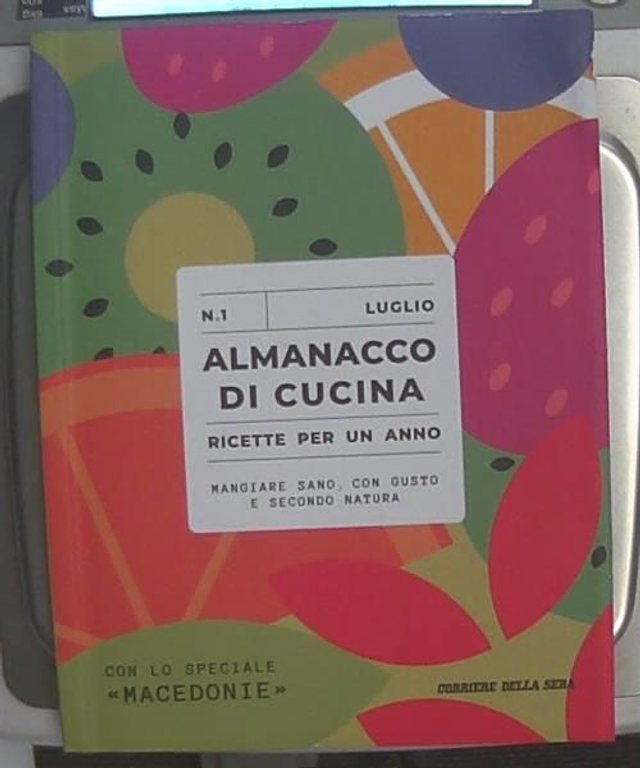 N.1
LUGLIO
ALMANACCO
DI CUCINA
RICETTE PER UN ANNO
MANGIARE SANO, CON GUSTO
E SECONDO NATURA
CON LO SPECIALE
«MACEDONIE»
CORRIERE DELLA SERA